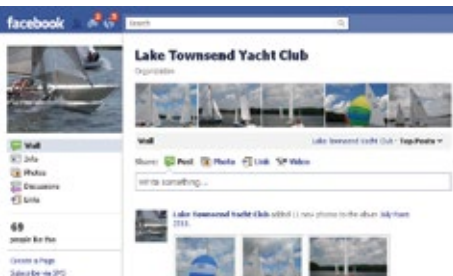 facebook
Search
Lake Townsend Yacht Club
Organization
Wall
Lake Townsend Yacht Club · Top Posts
Share: Post Photo Link Video
Write something...
Wall
Info
Photos
Discussions
Links
69
people like this
Create a Page
Subscribe via SMS
Lake Townsend Yacht Club added 11 new photos to the album July Race